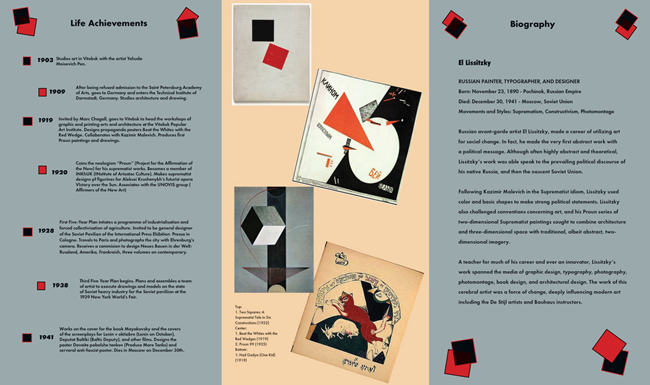 Life Achievements
1903 Studies art in Vitebsk with the artist Yehuda
Moisevich Pen.
1909
After being refused admission to the Saint Petersburg Academy
of Arts, goes to Germany and enters the Technical Institute of
Darmstadt, Germany. Studies architecture and drawing.
1919
Invited by Marc Chagall, goes to Vitebsk to head the workshops of
graphic and printing arts and architecture at the Vitebsk Popular
Art Institute. Designs propaganda posters Beat the Whites with the
Red Wedge. Collaborates with Kazimir Malevich. Produces first
Proun paintings and drawings.
1920
Coins the neologism "Proun" (Project for the Affirmation of
the New) for his suprematist works. Becomes a member of
INKhUK (INstitute of Artostov Culture). Makes suprematist
designs pf figurines for Aleksei Kruchenykh's futurist opera
Victory over the Sun. Associates with the UNOVIS group (
Affirmers of the New Art)
1928
First Five-Year Plan initates a programme of industrialisation and
forced collectivisation of agriculture. Invited to be general designer
of the Soviet Pavilion of the International Press Exibition Pressa in
Cologne. Travels to Paris and photographs the city with Ehrenburg's
camera. Receives a commission to design Neues Bauen in der Welt:
Russland, Amerika, Frankreich, three volumes on contemporary.
1938
Third Five Year Plan begins. Plans and assembles a team
of artist to execute drawings and models on the state
of Soviet heavy industry for the Soviet pavilion at the
1939 New York World's Fair.
1941
Works on the cover for the book Mayakovsky and the covers
of the screenplays for Lenin v oktiabre (Lenin on October),
Deputat Baltiki (Baltic Deputy), and other films. Designs the
poster Davaite pobolshe tankov (Produce More Tanks) and
serveral anti-fascist poster. Dies in Moscow on December 30th.
КЛИНОМ
КРАСНЫМ
БЕЙ
БЕЛЫХ
Top:
1. Two Squares: A
Suprematist Tale in Six
Constructions (1922)
Center:
1. Beat the Whites with the
Red Wedges (1919)
2. Proun 99 (1925)
Bottom:
1. Had Gadya (One Kid)
(1919)
Biography
El Lissitzky
RUSSIAN PAINTER, TYPOGRAPHER, AND DESIGNER
Born: November 23, 1890 - Pochinok, Russian Empire
Died: December 30, 1941 - Moscow, Soviet Union
Movements and Styles: Suprematism, Constructivism, Photomontage
Russian avant-garde artist El Lissitzky, made a career of utilizing art
for social change. In fact, he made the very first abstract work with
a political message. Although often highly abstract and theoretical,
Lissitzky's work was able speak to the prevailing political discourse of
his native Russia, and then the nascent Soviet Union.
Following Kazimir Malevich in the Suprematist idiom, Lissitzky used
color and basic shapes to make strong political statements. Lissitzky
also challenged conventions concerning art, and his Proun series of
two-dimensional Suprematist paintings sought to combine architecture
and three-dimensional space with traditional, albeit abstract, two-
dimensional imagery.
A teacher for much of his career and ever an innovator, Lissitzky's
work spanned the media of graphic design, typography, photography,
photomontage, book design, and architectural design. The work of this
cerebral artist was a force of change, deeply influencing modern art
including the De Stijl artists and Bauhaus instructors.